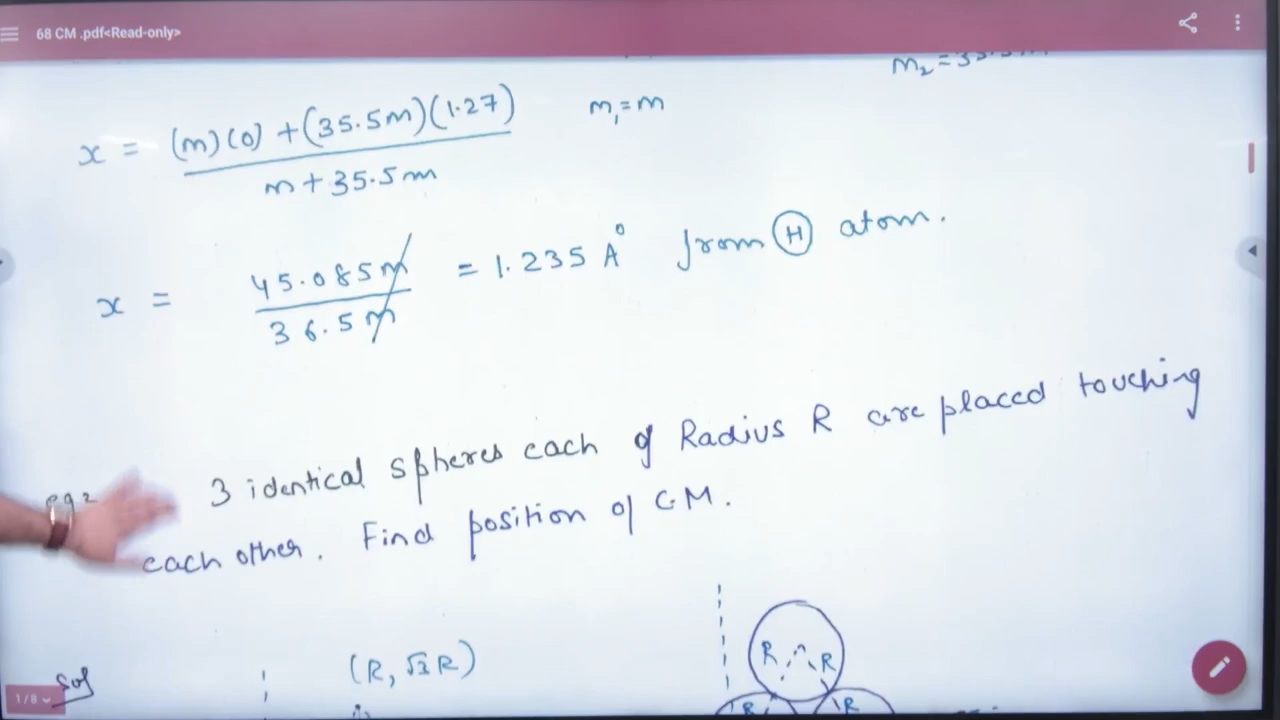 68 CM .pdf<Read-only>
x = (m)(0) + (35.5m)(1.27) m₁ = m
m + 35.5m
x = 45.085m = 1.235 A° from H atom.
36.5m
eg 2 3 identical spheres each of Radius R are placed touching
each other. Find position of CM.
Sol (R, √3R)
R R
R R
1/8